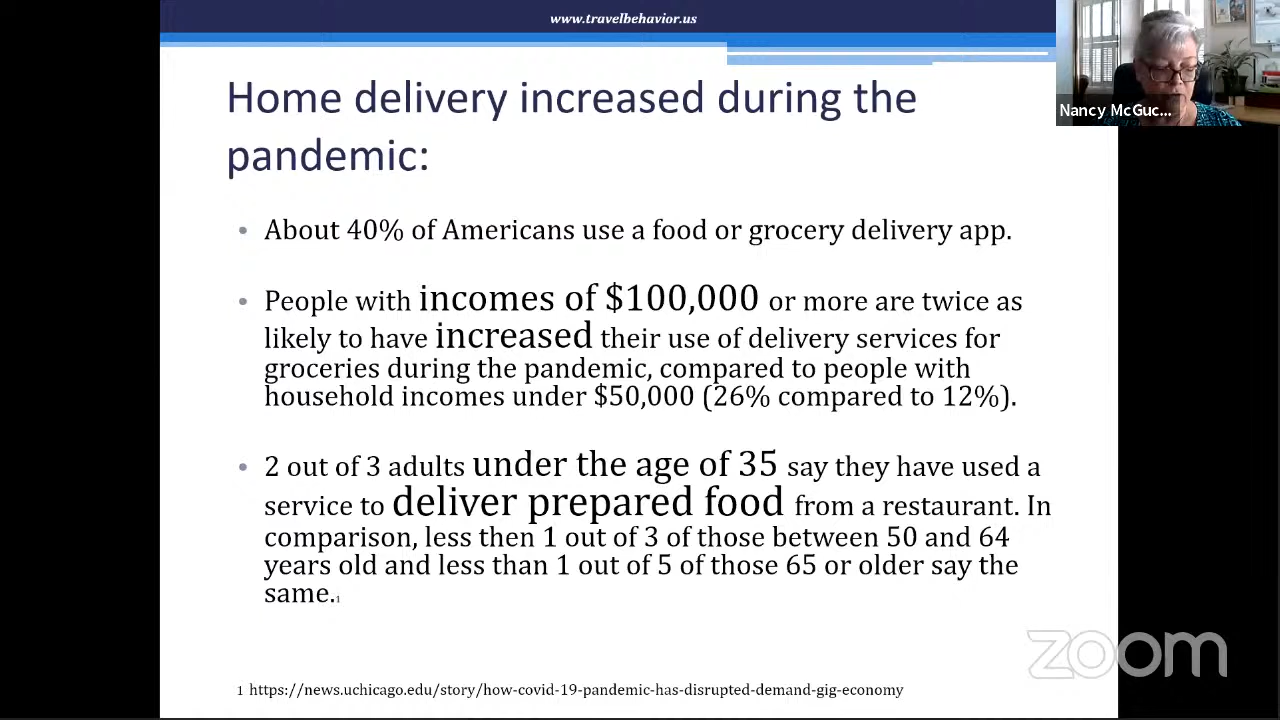 www.travelbehavior.us
Nancy McGuc...
Home delivery increased during the
pandemic:
• About 40% of Americans use a food or grocery delivery app.
• People with incomes of $100,000 or more are twice as
likely to have increased their use of delivery services for
groceries during the pandemic, compared to people with
household incomes under $50,000 (26% compared to 12%).
• 2 out of 3 adults under the age of 35 say they have used a
service to deliver prepared food from a restaurant. In
comparison, less then 1 out of 3 of those between 50 and 64
years old and less than 1 out of 5 of those 65 or older say the
same.1
zoom
1 https://news.uchicago.edu/story/how-covid-19-pandemic-has-disrupted-demand-gig-economy